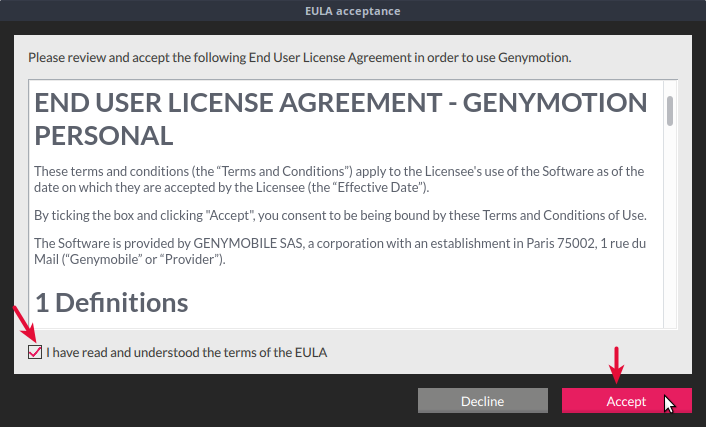 EULA acceptance
Please review and accept the following End User License Agreement in order to use Genymotion.
END USER LICENSE AGREEMENT - GENYMOTION
PERSONAL
These terms and conditions (the “Terms and Conditions”) apply to the Licensee's use of the Software as of the
date on which they are accepted by the Licensee (the “Effective Date”).
By ticking the box and clicking "Accept", you consent to be being bound by these Terms and Conditions of Use.
The Software is provided by GENYMOBILE SAS, a corporation with an establishment in Paris 75002, 1 rue du
Mail (“Genymobile” or “Provider”).
1 Definitions
I have read and understood the terms of the EULA
Decline
Accept